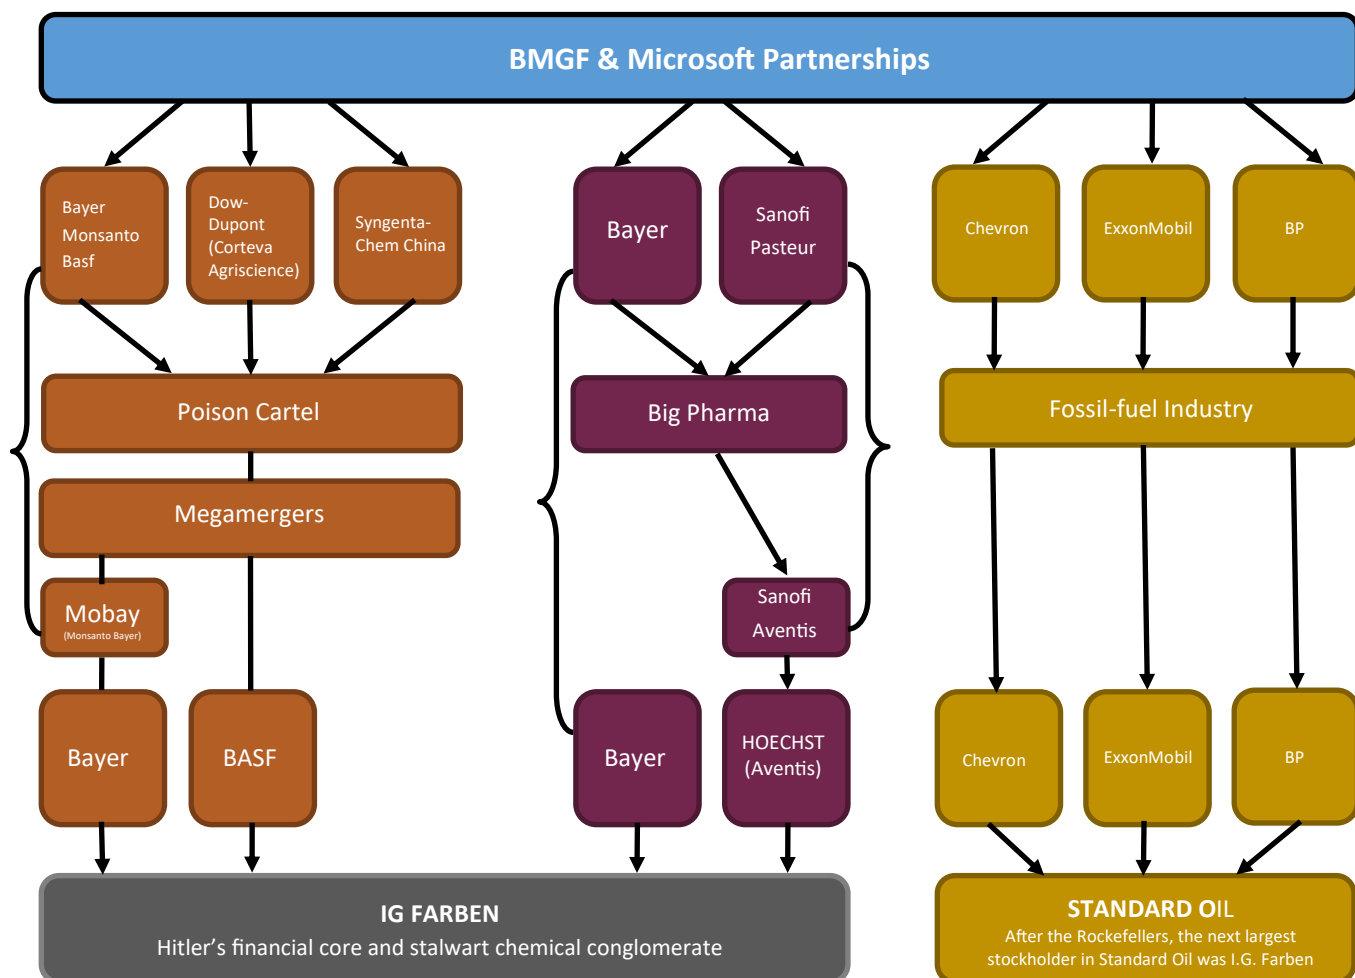 BMGF & Microsoft Partnerships
Bayer
Monsanto
Basf
Dow-
Dupont
(Corteva
Agriscience)
Syngenta-
Chem China
Bayer
Sanofi
Pasteur
Chevron
ExxonMobil
BP
Poison Cartel
Big Pharma
Fossil-fuel Industry
Megamergers
Mobay
(Monsanto Bayer)
Sanofi
Aventis
Bayer
BASF
Bayer
HOECHST
(Aventis)
Chevron
ExxonMobil
BP
IG FARBEN
Hitler’s financial core and stalwart chemical conglomerate
STANDARD OIL
After the Rockefellers, the next largest
stockholder in Standard Oil was I.G. Farben